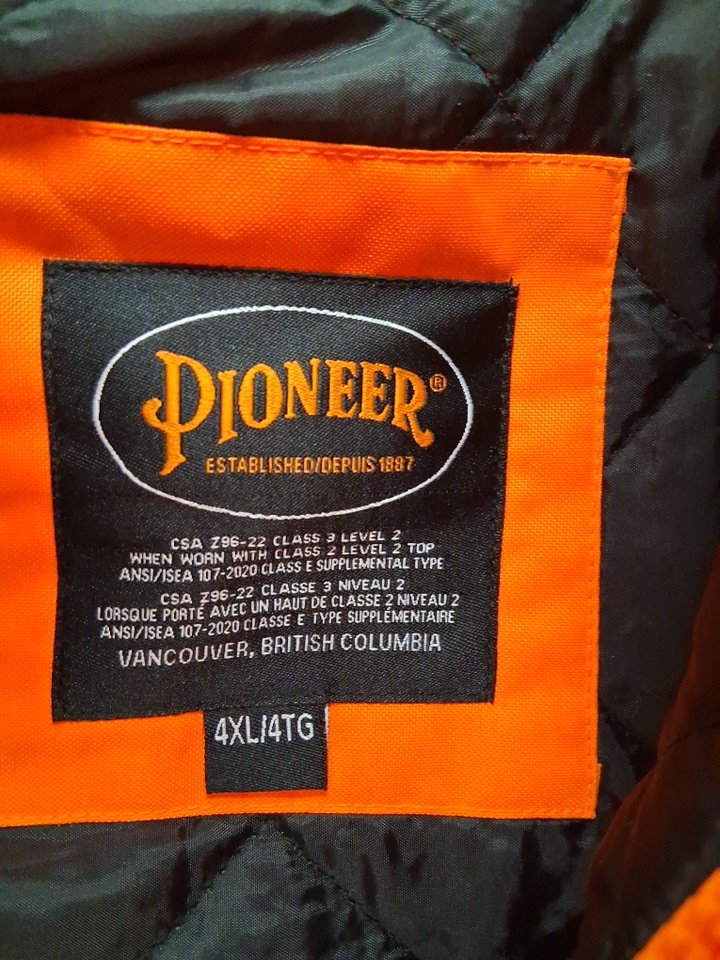 PIONEER®
ESTABLISHED/DEPUIS 1887
CSA Z96-22 CLASS 3 LEVEL 2
WHEN WORN WITH CLASS 2 LEVEL 2 TOP
ANSI/ISEA 107-2020 CLASS E SUPPLEMENTAL TYPE
CSA Z96-22 CLASSE 3 NIVEAU 2
LORSQUE PORTÉ AVEC UN HAUT DE CLASSE 2 NIVEAU 2
ANSI/ISEA 107-2020 CLASSE E TYPE SUPPLÉMENTAIRE
VANCOUVER, BRITISH COLUMBIA
4XL/4TG